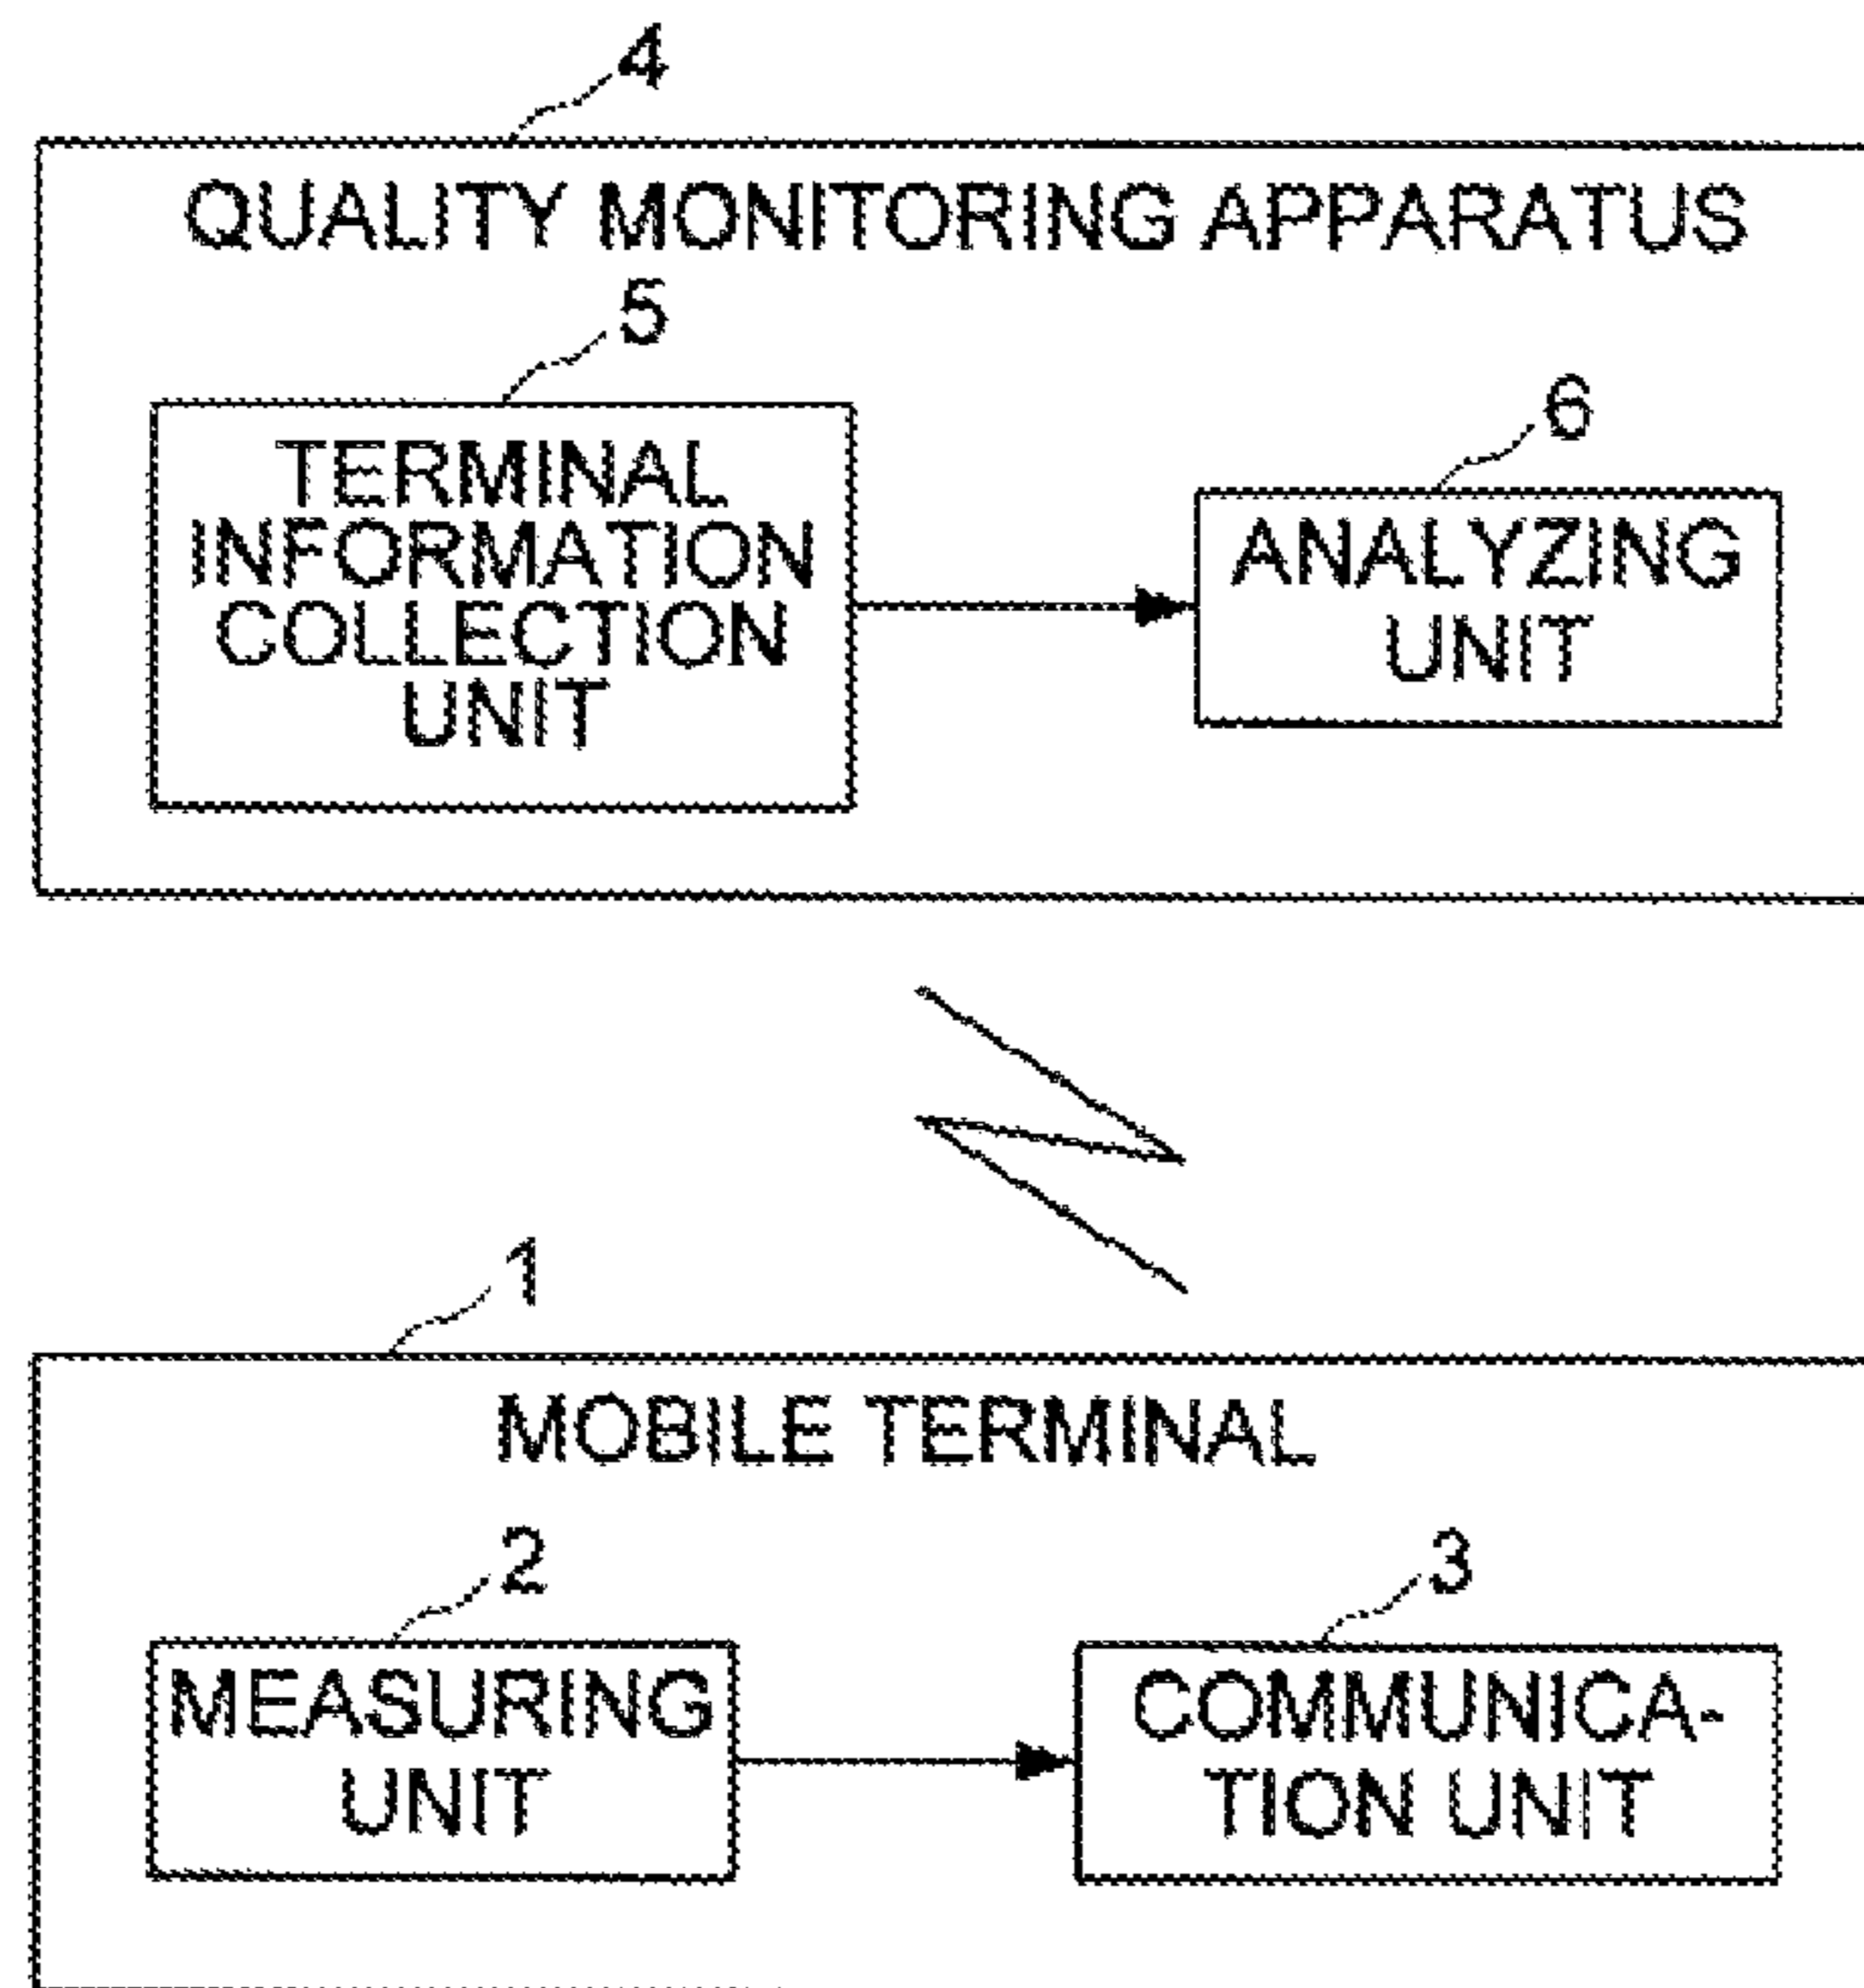 4
QUALITY MONITORING APPARATUS
5
6
TERMINAL
INFORMATION
COLLECTION
UNIT
ANALYZING
UNIT
1
MOBILE TERMINAL
2
3
MEASURING
UNIT
COMMUNICA-
TION UNIT